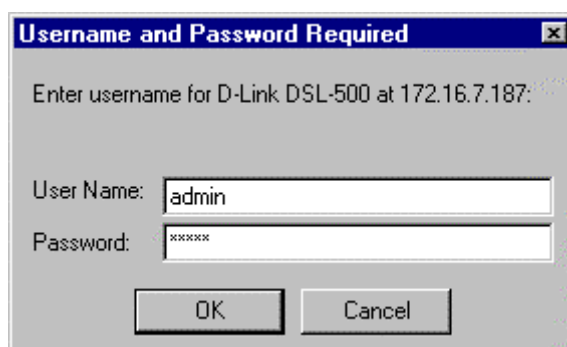 Username and Password Required
Enter username for D-Link DSL-500 at 172.16.7.187:
User Name: admin
Password: *****
OK Cancel